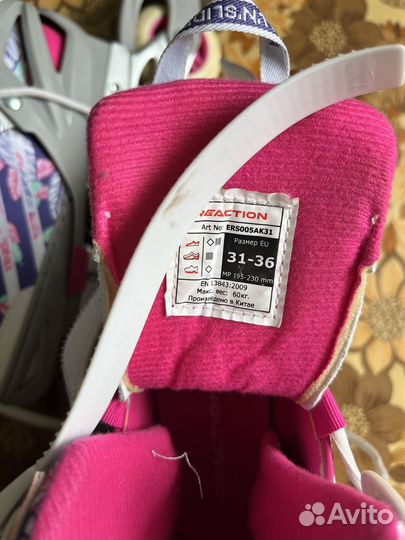 N'SLID
REACTION
Art No: ERS005AK31
Размер EU
31-36
MP 195-230 mm
EN 13843:2009
Макс. вес: 60кг.
Произведено в Китае
Avito